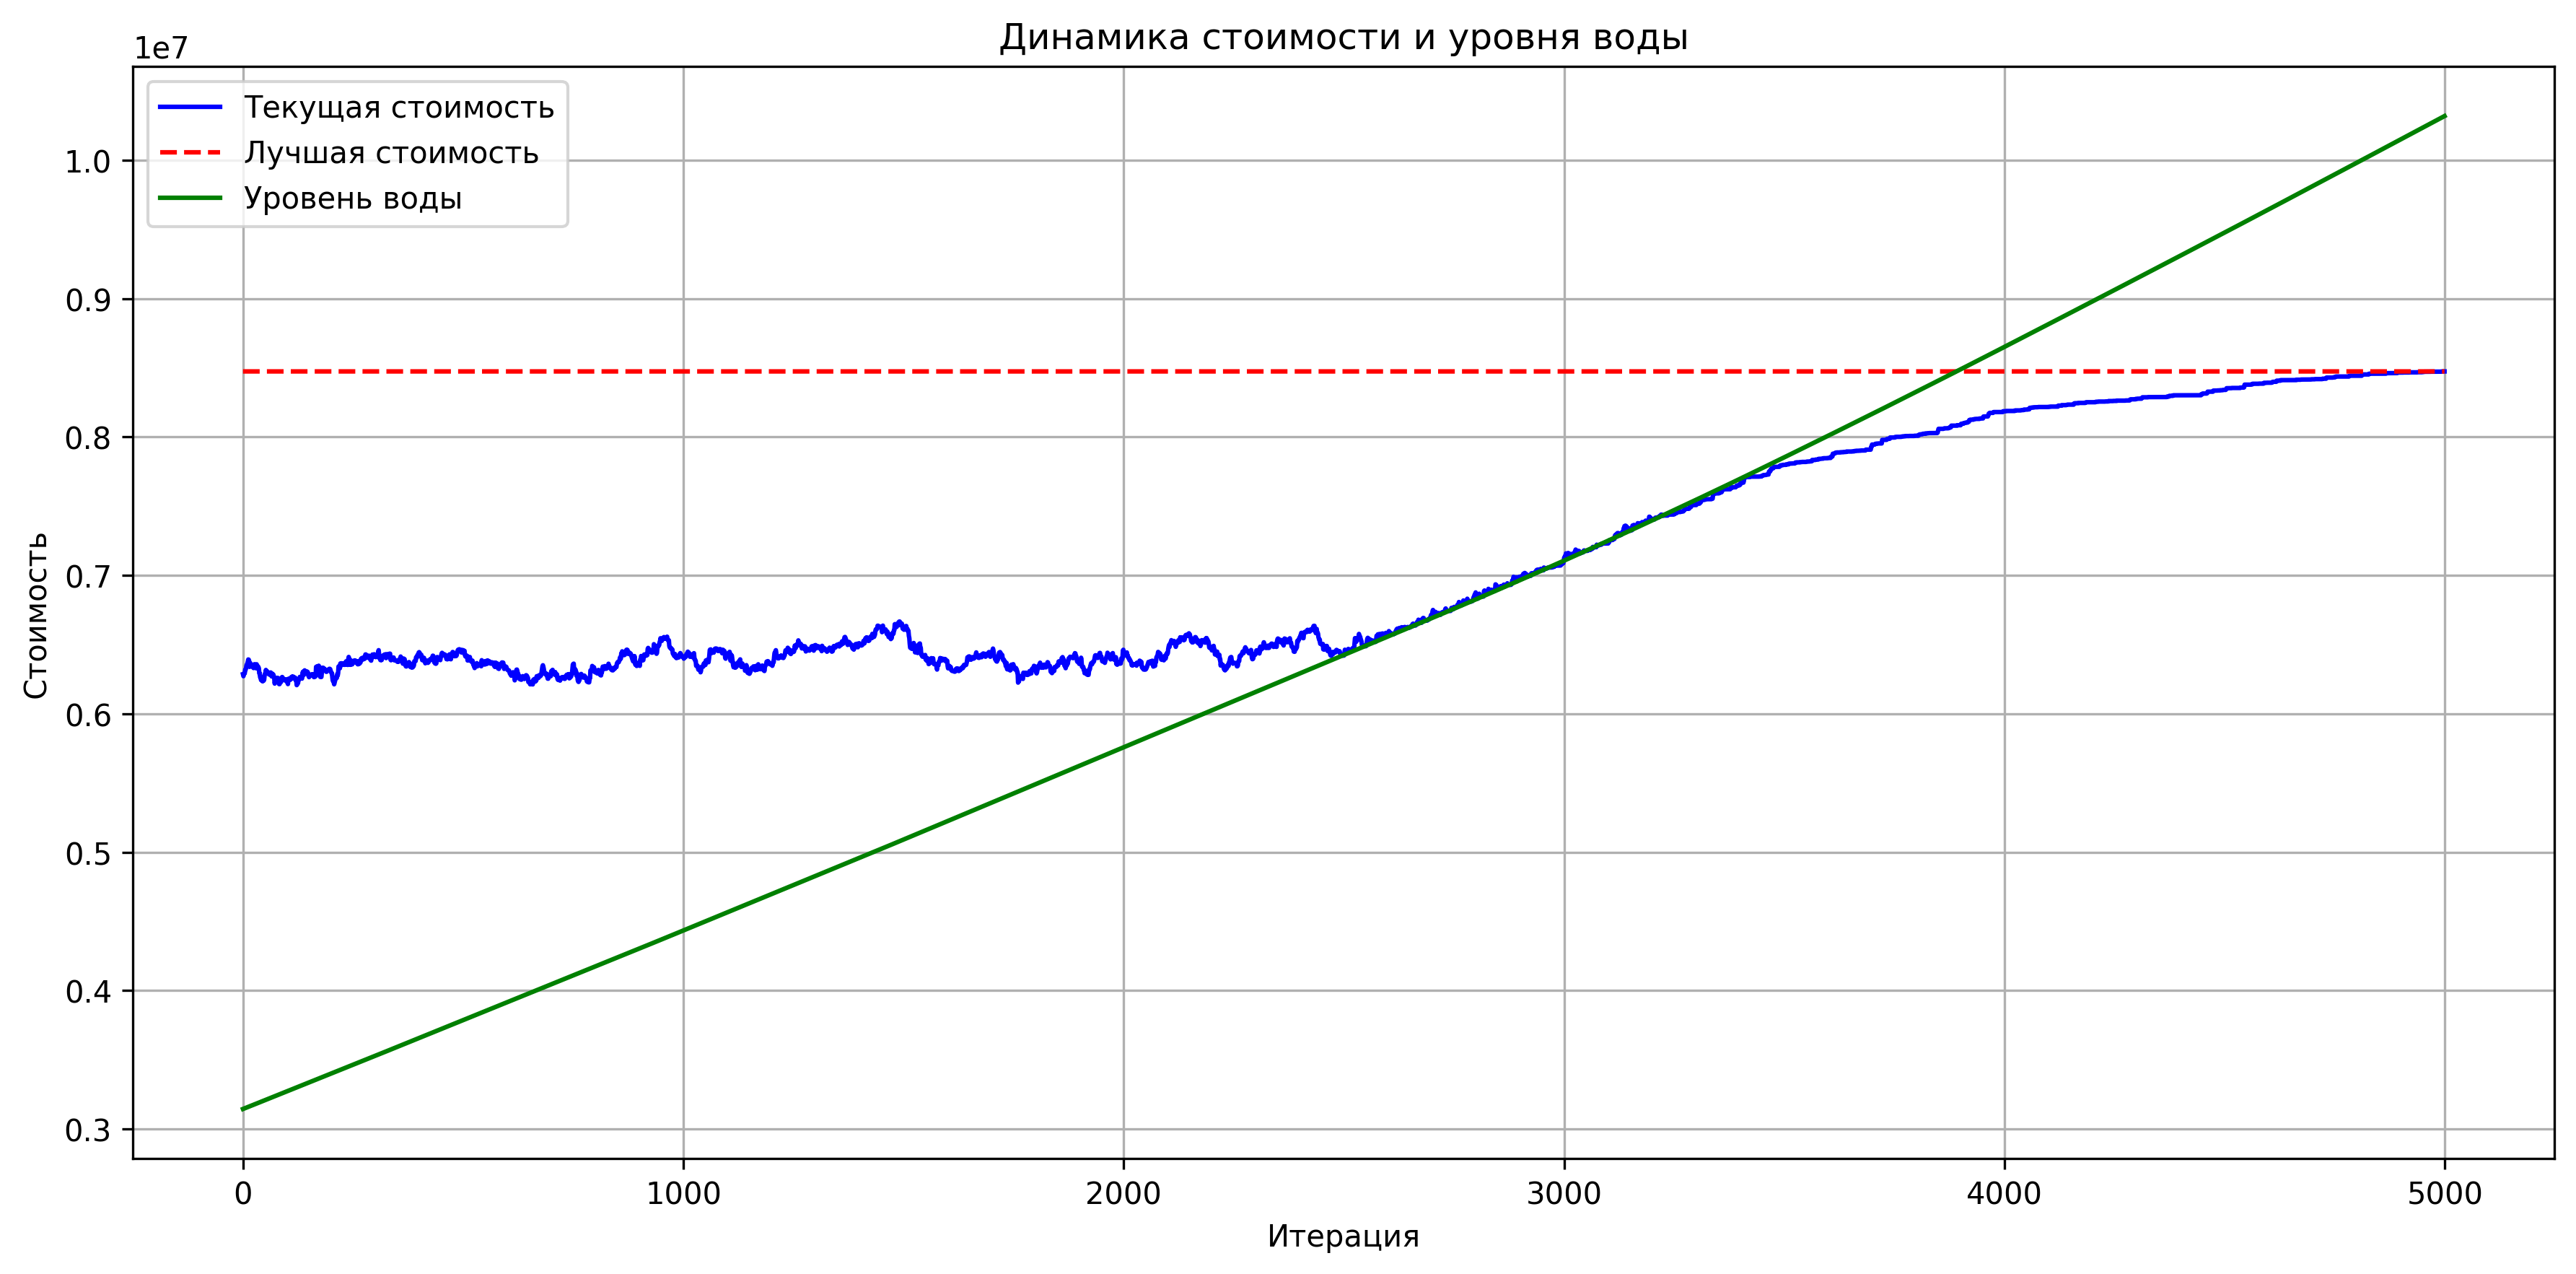 Динамика стоимости и уровня воды
1e7
Текущая стоимость
Лучшая стоимость
Уровень воды
1.0
0.9
0.8
0.7
0.6
0.5
0.4
0.3
Стоимость
0 1000 2000 3000 4000 5000
Итерация